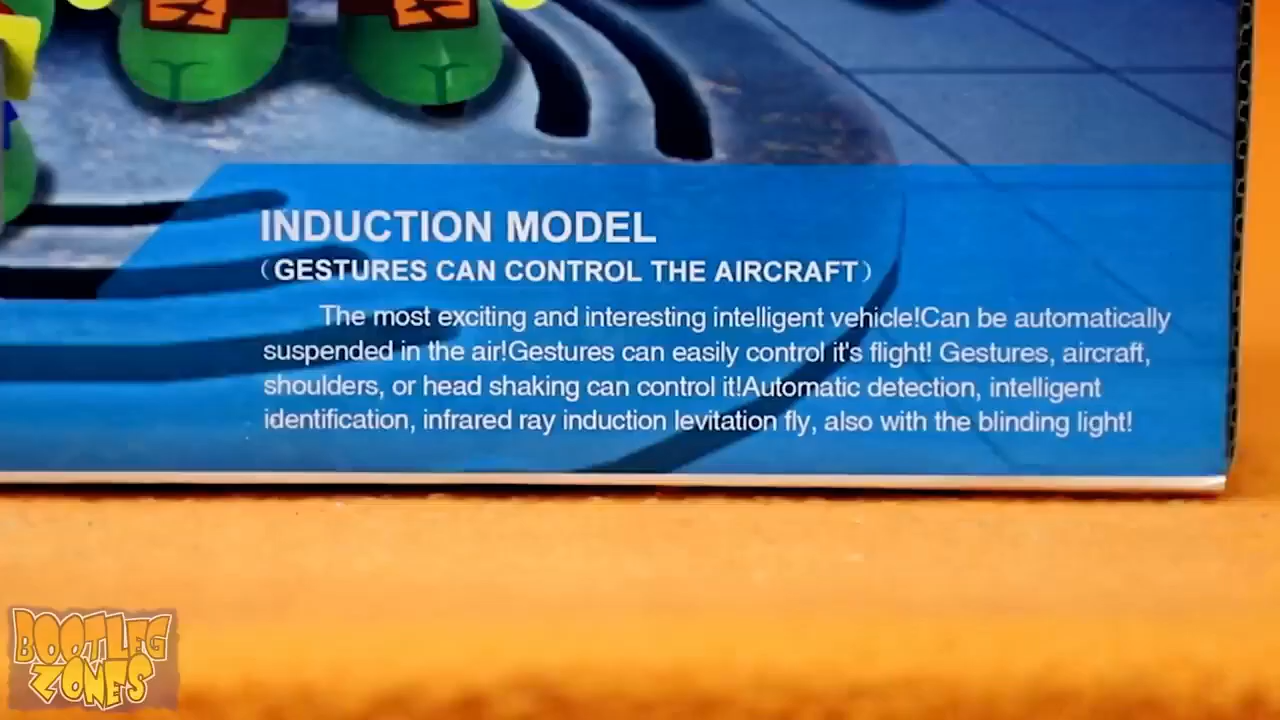 INDUCTION MODEL
（GESTURES CAN CONTROL THE AIRCRAFT）
The most exciting and interesting intelligent vehicle!Can be automatically
suspended in the air!Gestures can easily control it's flight! Gestures, aircraft,
shoulders, or head shaking can control it!Automatic detection, intelligent
identification, infrared ray induction levitation fly, also with the blinding light!
BOOTLEG
ZONES